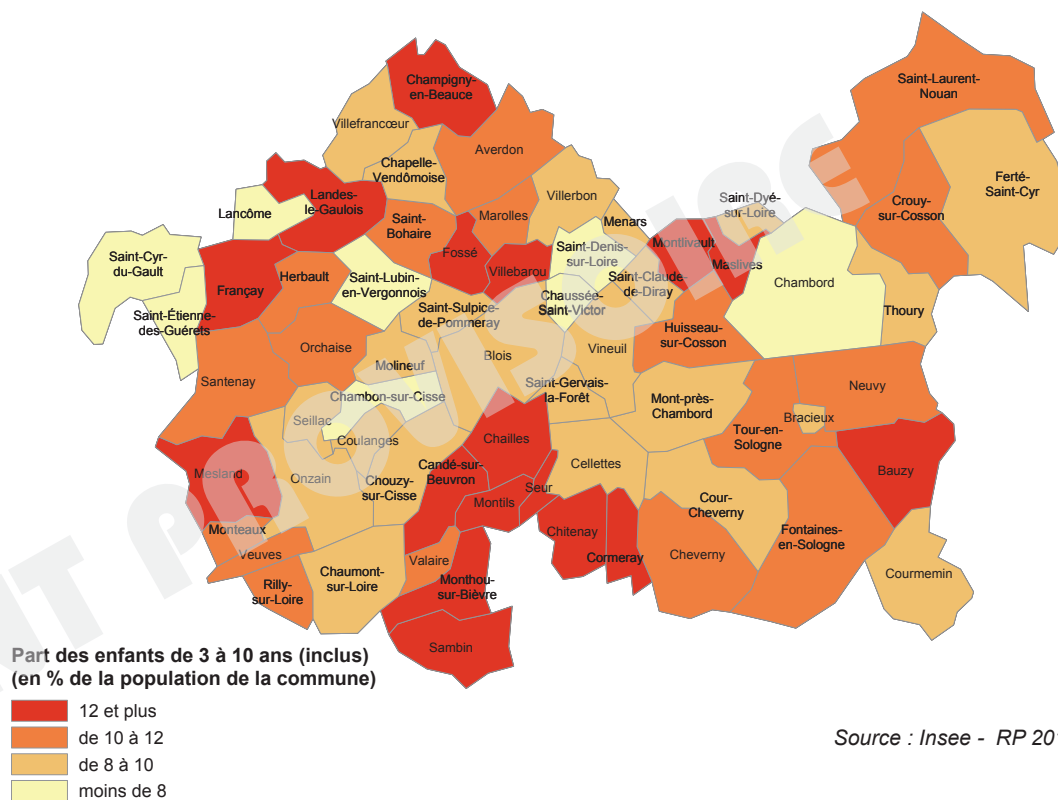 Champigny-
en-Beauce
Saint-Laurent-
Nouan
Villefrancœur
Averdon
Chapelle-
Vendômoise
Ferté-
Saint-Cyr
Landes-
le-Gaulois
Villerbon
Saint-Dyé-
sur-Loire
Crouy-
sur-Cosson
Lancôme
Saint-
Bohaire
Marolles
Menars
Saint-Cyr-
du-Gault
Fossé
Saint-Denis-
sur-Loire
Montlivault
Maslives
Herbault
Villebarou
Françay
Saint-Lubin-
en-Vergonnois
Saint-Claude-
de-Diray
Chambord
Saint-Étienne-
des-Guérets
Saint-Sulpice-
de-Pommeray
Chaussée-
Saint-Victor
Thoury
Huisseau-
sur-Cosson
Orchaise
Blois
Vineuil
Molineuf
Santenay
Saint-Gervais-
la-Forêt
Neuvy
Chambon-sur-Cisse
Mont-près-
Chambord
Bracieux
Seillac
Tour-en-
Sologne
Coulanges
Chailles
Mesland
Onzain
Chouzy-
sur-Cisse
Candé-sur-
Beuvron
Cellettes
Bauzy
Seur
Montils
Cour-
Cheverny
Monteaux
Chitenay
Fontaines-
en-Sologne
Veuves
Valaire
Cormeray
Cheverny
Rilly-
sur-Loire
Chaumont-
sur-Loire
Monthou-
sur-Bièvre
Courmemin
Sambin
Part des enfants de 3 à 10 ans (inclus)
(en % de la population de la commune)
12 et plus
de 10 à 12
de 8 à 10
moins de 8
Source : Insee - RP